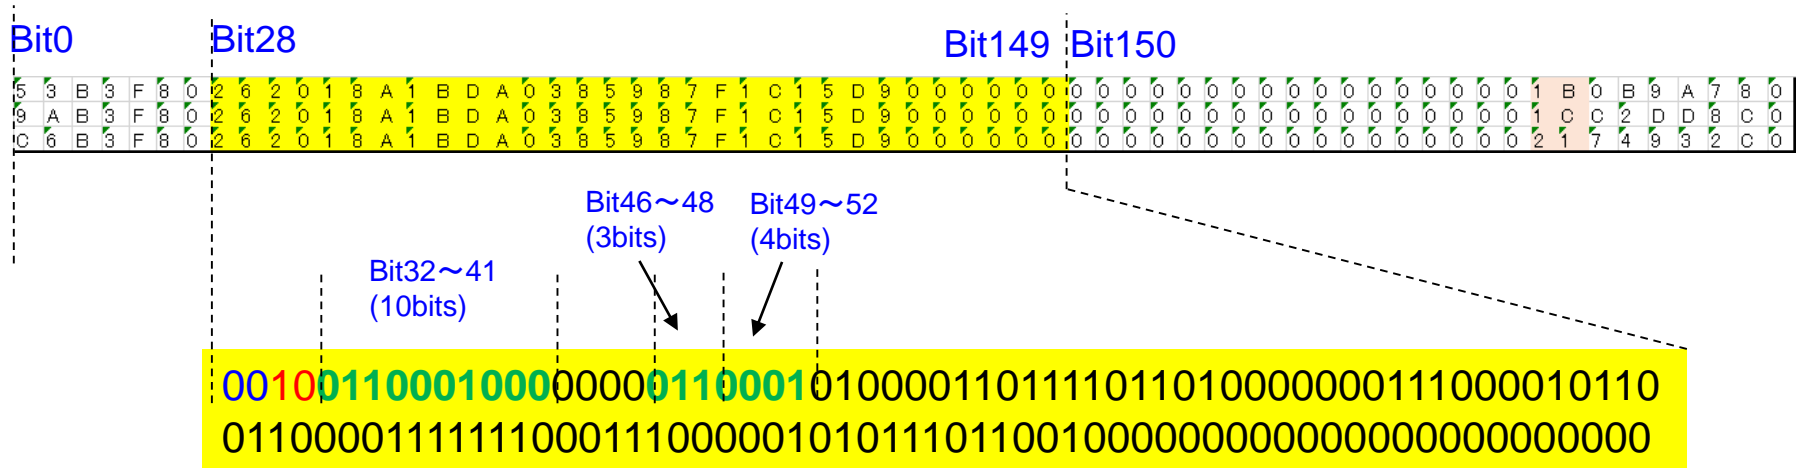 Bit0 Bit28 Bit149 Bit150
5 3 B 3 F 8 0 2 6 2 0 1 8 A 1 B D A 0 3 8 5 9 8 7 F 1 C 1 5 D 9 0 0 0 0 0 0 0 0 0 0 0 0 0 0 0 0 0 0 0 0 0 0 0 1 B 0 B 9 A 7 8 0
9 A B 3 F 8 0 2 6 2 0 1 8 A 1 B D A 0 3 8 5 9 8 7 F 1 C 1 5 D 9 0 0 0 0 0 0 0 0 0 0 0 0 0 0 0 0 0 0 0 0 0 0 0 1 C C 2 D D 8 C 0
C 6 B 3 F 8 0 2 6 2 0 1 8 A 1 B D A 0 3 8 5 9 8 7 F 1 C 1 5 D 9 0 0 0 0 0 0 0 0 0 0 0 0 0 0 0 0 0 0 0 0 0 0 0 2 1 7 4 9 3 2 C 0
Bit46～48
(3bits)
Bit49～52
(4bits)
Bit32～41
(10bits)
00100110001000000001100010100001101111011010000000111000010110
01100001111111000111000001010111011001000000000000000000000000